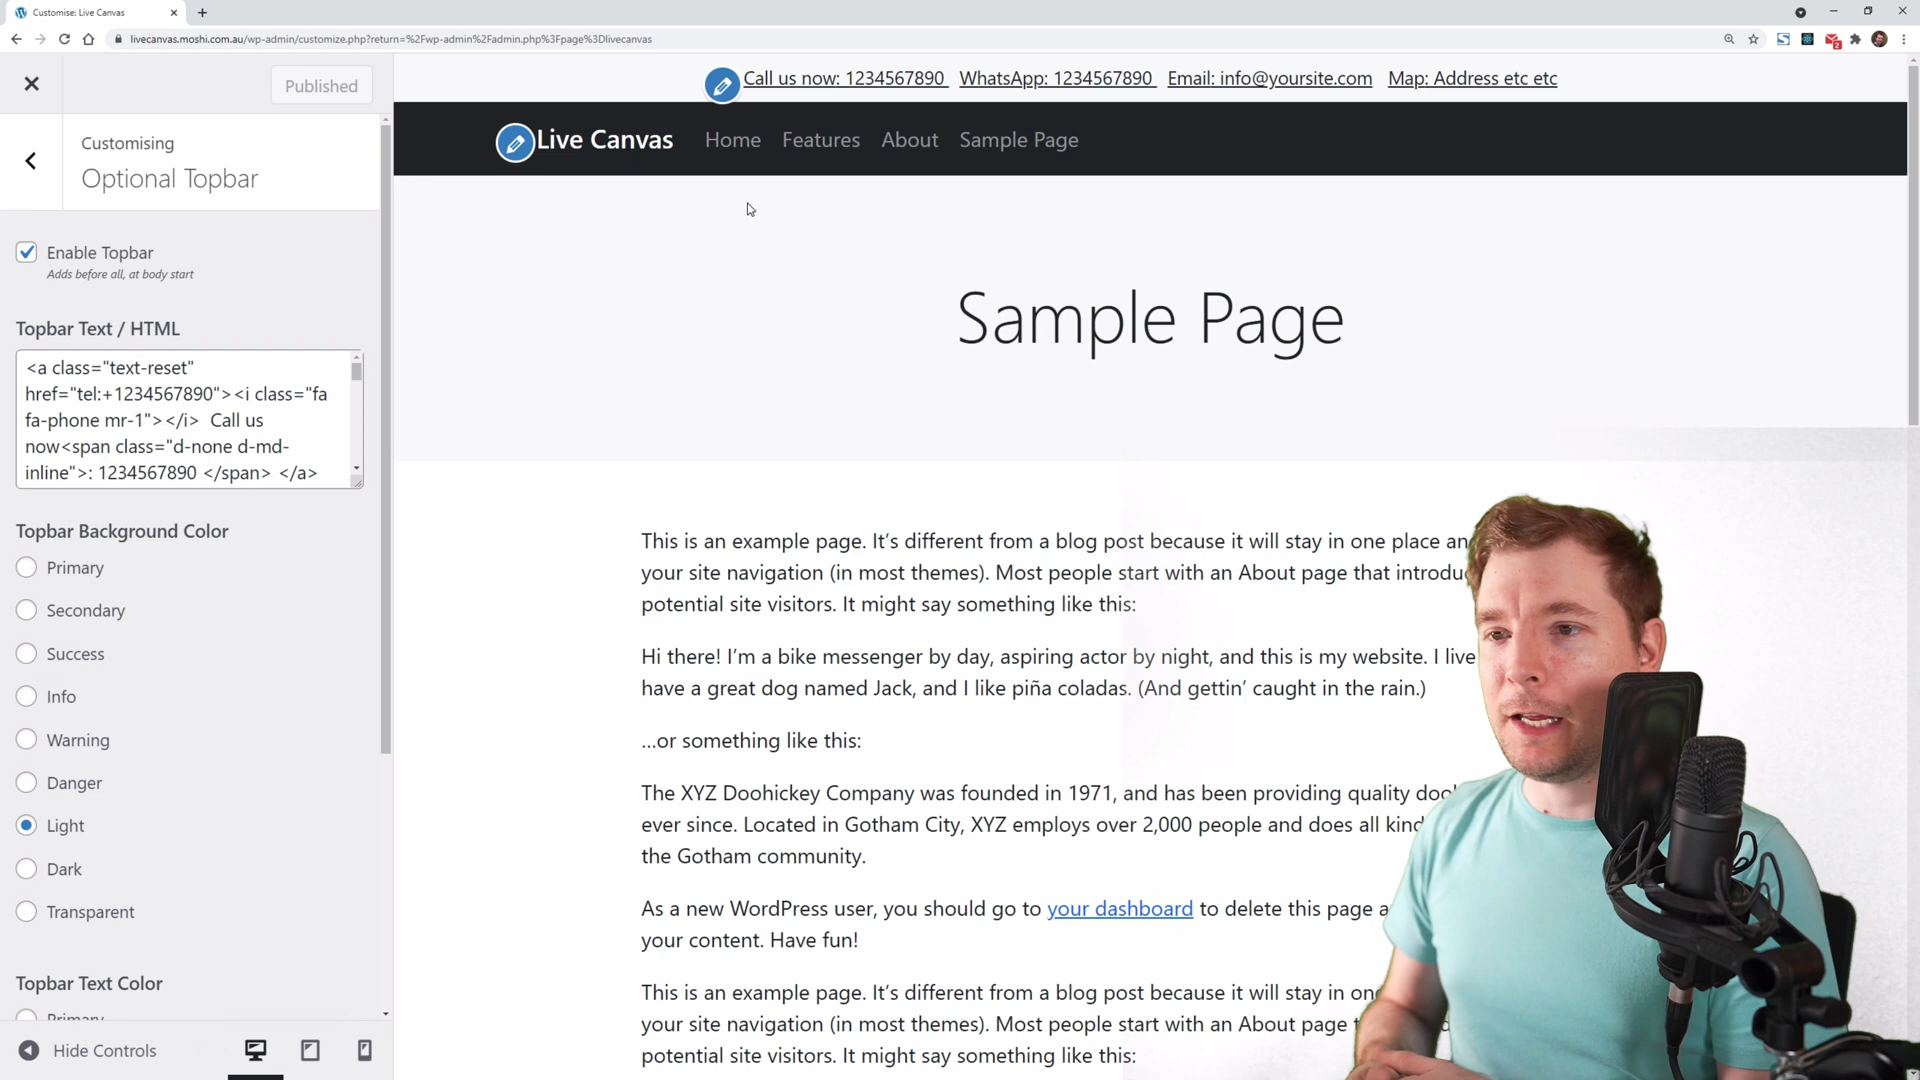 Customise: Live Canvas
livecanvas.moshi.com.au/wp-admin/customize.php?return=%2Fwp-admin%2Fadmin.php%3Fpage%3Dlivecanvas
2
Published
Customising
Optional Topbar
Enable Topbar
Adds before all, at body start
Topbar Text / HTML
<a class="text-reset"
href="tel:+1234567890"><i class="fa
fa-phone mr-1"></i>  Call us
now<span class="d-none d-md-
inline">: 1234567890 </span> </a>
Topbar Background Color
Primary
Secondary
Success
Info
Warning
Danger
Light
Dark
Transparent
Topbar Text Color
Primary
Hide Controls
Call us now: 1234567890 WhatsApp: 1234567890 Email: info@yoursite.com Map: Address etc etc
Live Canvas Home Features About Sample Page
Sample Page
This is an example page. It's different from a blog post because it will stay in one place an
your site navigation (in most themes). Most people start with an About page that introdu
potential site visitors. It might say something like this:
Hi there! I'm a bike messenger by day, aspiring actor by night, and this is my website. I live
have a great dog named Jack, and I like piña coladas. (And gettin' caught in the rain.)
…or something like this:
The XYZ Doohickey Company was founded in 1971, and has been providing quality doo
ever since. Located in Gotham City, XYZ employs over 2,000 people and does all kind
the Gotham community.
As a new WordPress user, you should go to your dashboard to delete this page a
your content. Have fun!
This is an example page. It's different from a blog post because it will stay in on
your site navigation (in most themes). Most people start with an About page
potential site visitors. It might say something like this: